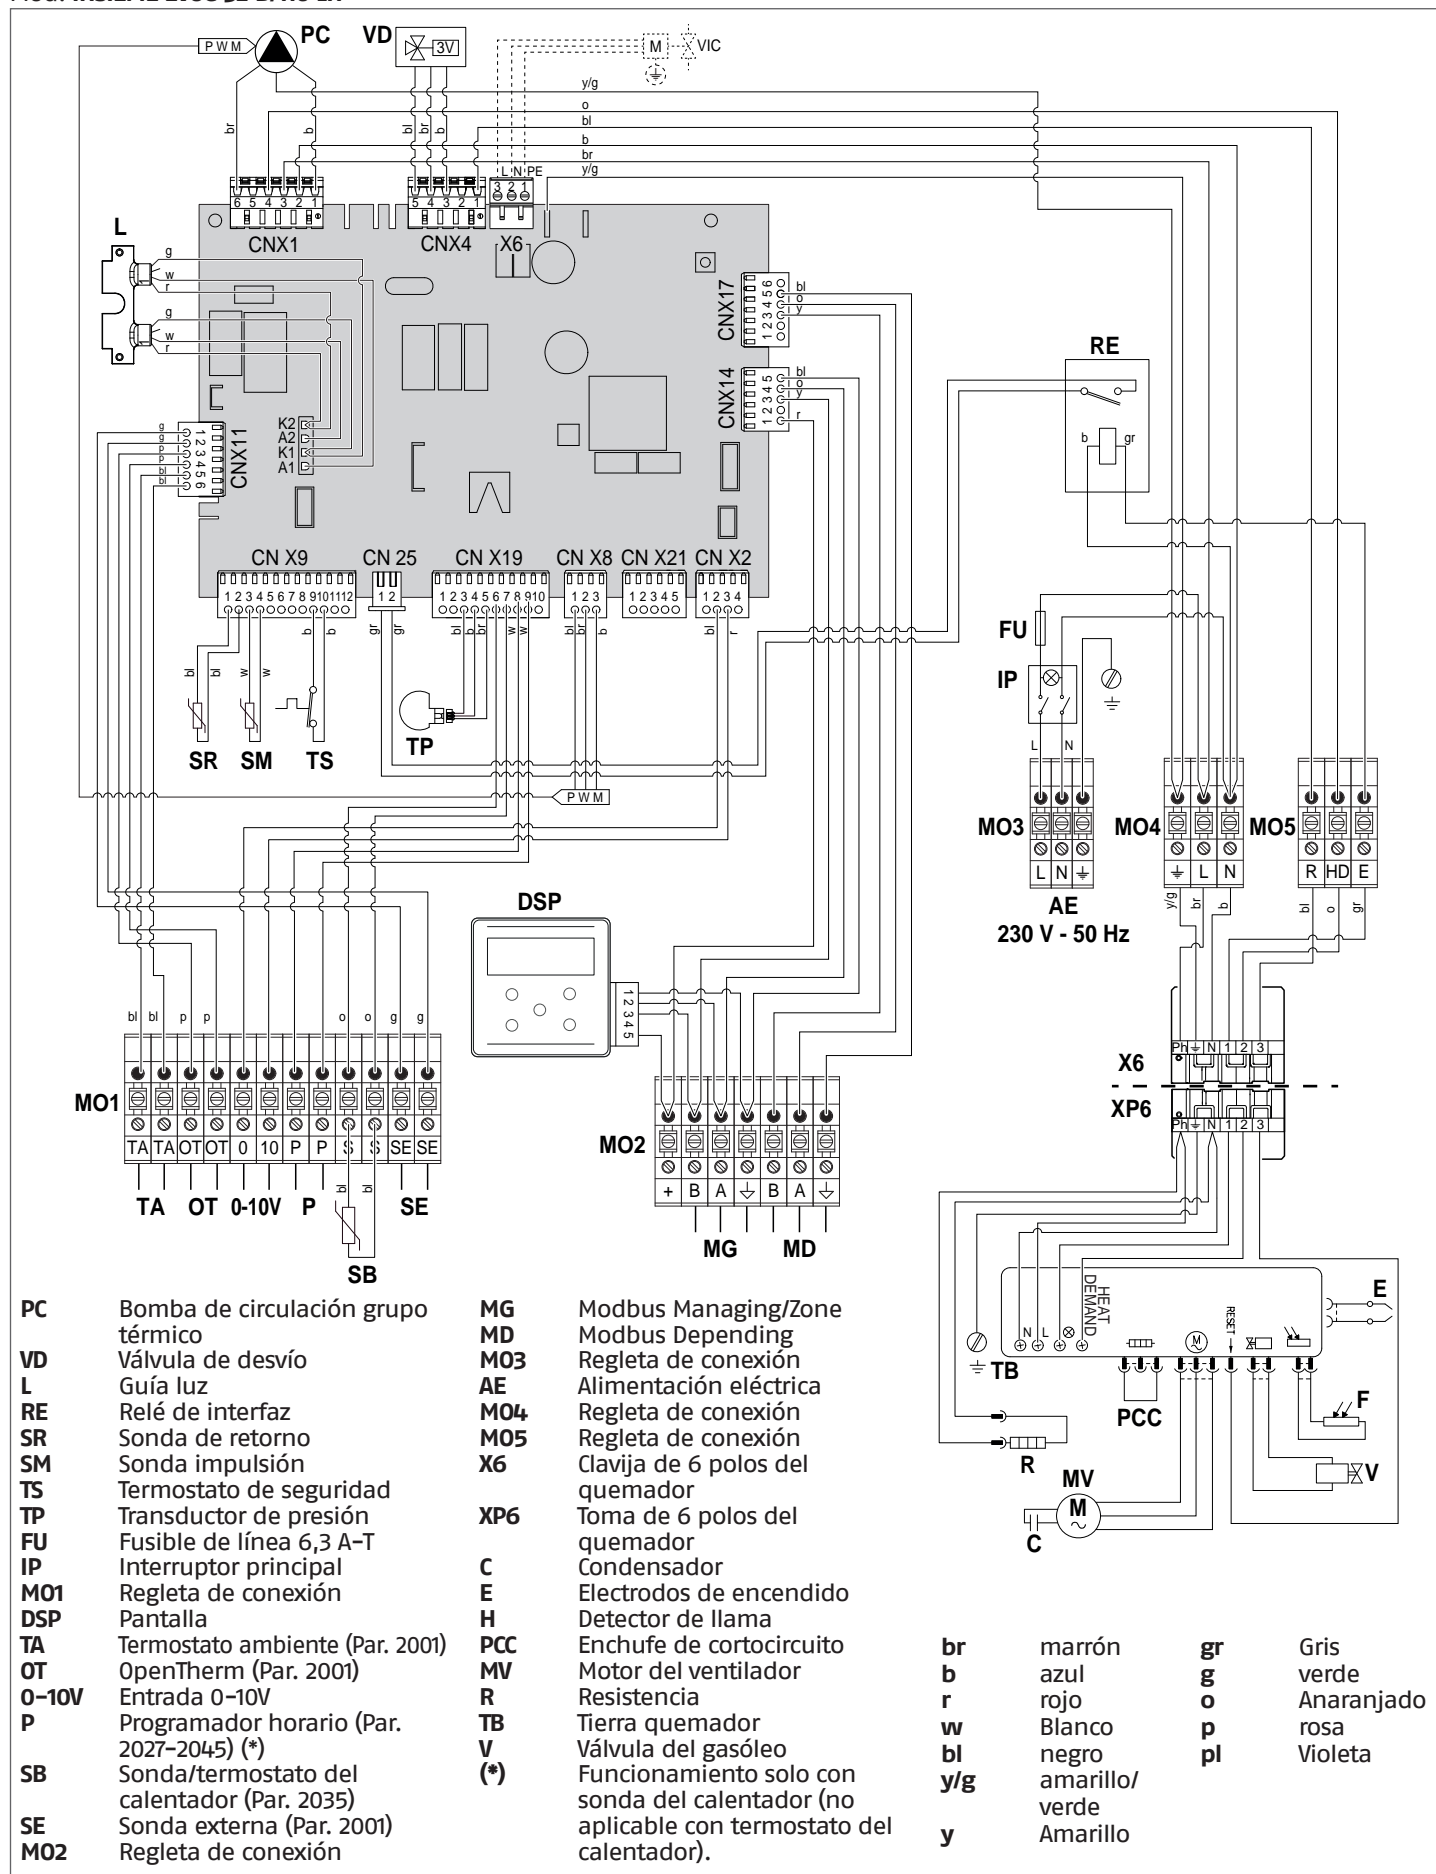 PWM
PC
VD
3V
M
VIC
y/g
o
bl
b
br
y/g
br
b
bl
br
b
L N PE
6 5 4 3 2 1
5 4 3 2 1
3 2 1
CNX1
CNX4
X6
L
g
w
r
g
w
r
K2
A2
K1
A1
CNX17
1 2 3 4 5 6
bl
o
y
CNX14
1 2 3 4 5
bl
o
y
r
RE
b
gr
g
g
p
p
bl
bl
1 2 3 4 5 6
CNX11
CN X9
CN 25
CN X19
CN X8
CN X21
CN X2
1 2 3 4 5 6 7 8 9 10 11 12
1 2
1 2 3 4 5 6 7 8 9 10
1 2 3
1 2 3 4 5
1 2 3 4
b
b
gr
gr
bl
b
br
w
w
bl
br
b
bl
r
bl
bl
w
w
SR
SM
TS
TP
PWM
FU
IP
L
N
MO3
L N
AE
230 V - 50 Hz
MO4
L N
MO5
R HD E
y/g
br
b
bl
o
gr
DSP
1 2 3 4 5
X6
Ph N 1 2 3
XP6
Ph N 1 2 3
bl
bl
p
p
o
o
g
g
MO1
TA TA OT OT 0 10 P P S S SE SE
TA
OT
0-10V
P
bl
bl
SE
SB
MO2
+ B A B A
MG
MD
N
L
HEAT DEMAND
M
RESET
E
TB
PCC
F
R
MV
M
V
C
PC Bomba de circulación grupo
térmico
VD Válvula de desvío
L Guía luz
RE Relé de interfaz
SR Sonda de retorno
SM Sonda impulsión
TS Termostato de seguridad
TP Transductor de presión
FU Fusible de línea 6,3 A-T
IP Interruptor principal
MO1 Regleta de conexión
DSP Pantalla
TA Termostato ambiente (Par. 2001)
OT OpenTherm (Par. 2001)
0-10V Entrada 0-10V
P Programador horario (Par.
2027-2045) (*)
SB Sonda/termostato del
calentador (Par. 2035)
SE Sonda externa (Par. 2001)
MO2 Regleta de conexión
MG Modbus Managing/Zone
MD Modbus Depending
MO3 Regleta de conexión
AE Alimentación eléctrica
MO4 Regleta de conexión
MO5 Regleta de conexión
X6 Clavija de 6 polos del
quemador
XP6 Toma de 6 polos del
quemador
C Condensador
E Electrodos de encendido
H Detector de llama
PCC Enchufe de cortocircuito
MV Motor del ventilador
R Resistencia
TB Tierra quemador
V Válvula del gasóleo
(*) Funcionamiento solo con
sonda del calentador (no
aplicable con termostato del
calentador).
br marrón
b azul
r rojo
w Blanco
bl negro
y/g amarillo/
verde
y Amarillo
gr Gris
g verde
o Anaranjado
p rosa
pl Violeta